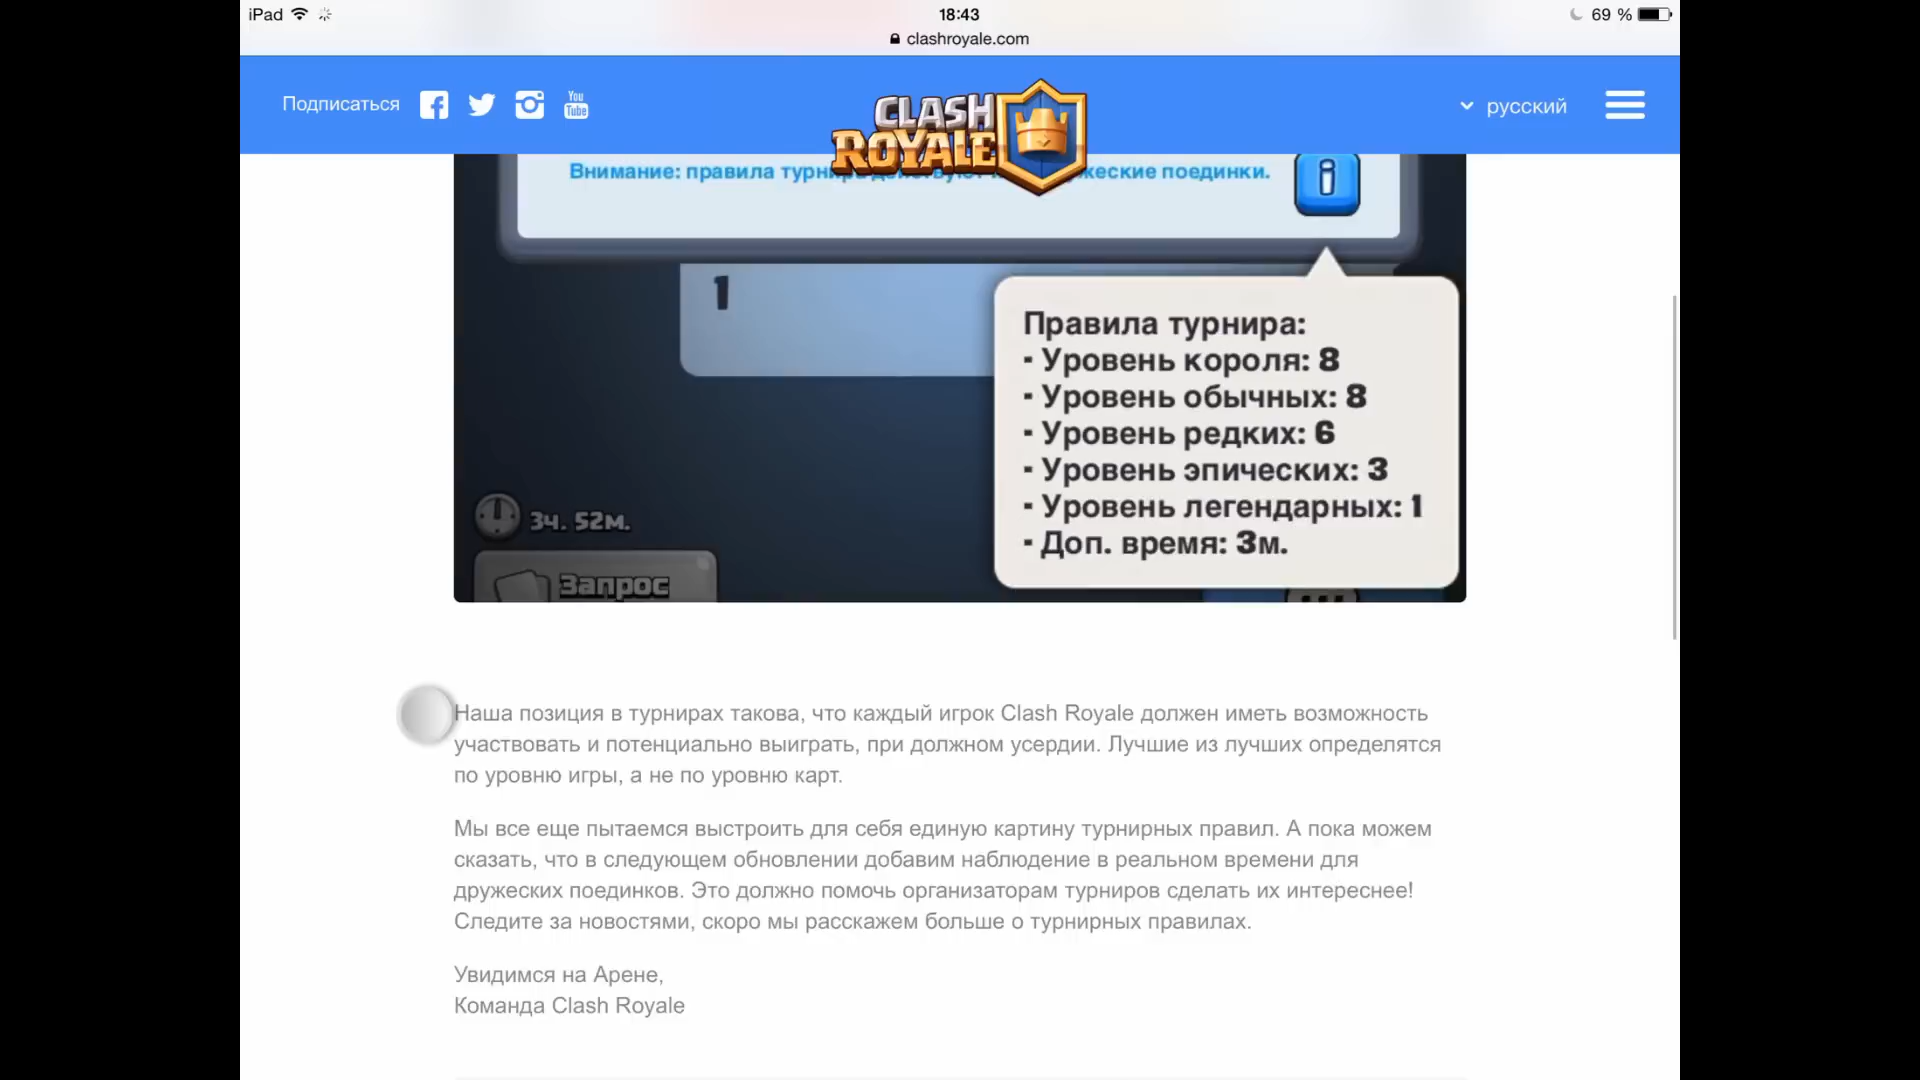 iPad 18:43 69 %
clashroyale.com
Подписаться You Tube CLASH ROYALE русский
Внимание: правила поединки.
i
1
Правила турнира:
- Уровень короля: 8
- Уровень обычных: 8
- Уровень редких: 6
- Уровень эпических: 3
- Уровень легендарных: 1
- Доп. время: 3м.
3ч. 52м.
Запрос
Наша позиция в турнирах такова, что каждый игрок Clash Royale должен иметь возможность
участвовать и потенциально выиграть, при должном усердии. Лучшие из лучших определятся
по уровню игры, а не по уровню карт.
Мы все еще пытаемся выстроить для себя единую картину турнирных правил. А пока можем
сказать, что в следующем обновлении добавим наблюдение в реальном времени для
дружеских поединков. Это должно помочь организаторам турниров сделать их интереснее!
Следите за новостями, скоро мы расскажем больше о турнирных правилах.
Увидимся на Арене,
Команда Clash Royale